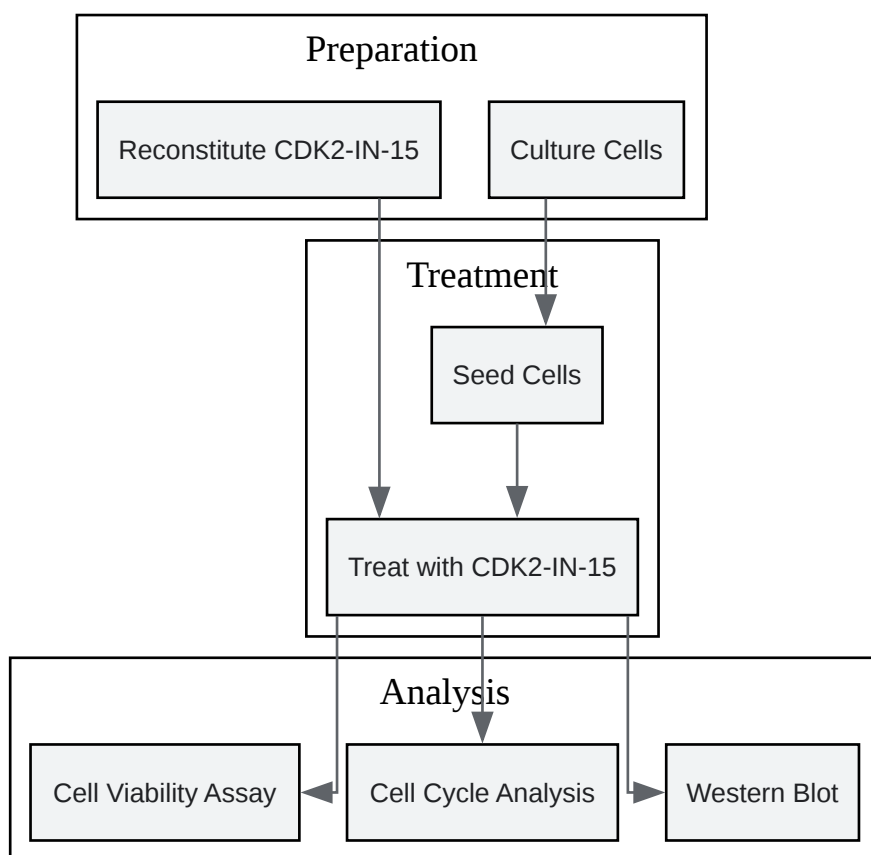 Preparation
Reconstitute CDK2-IN-15
Culture Cells
Treatment
Seed Cells
Treat with CDK2-IN-15
Analysis
Cell Viability Assay
Cell Cycle Analysis
Western Blot